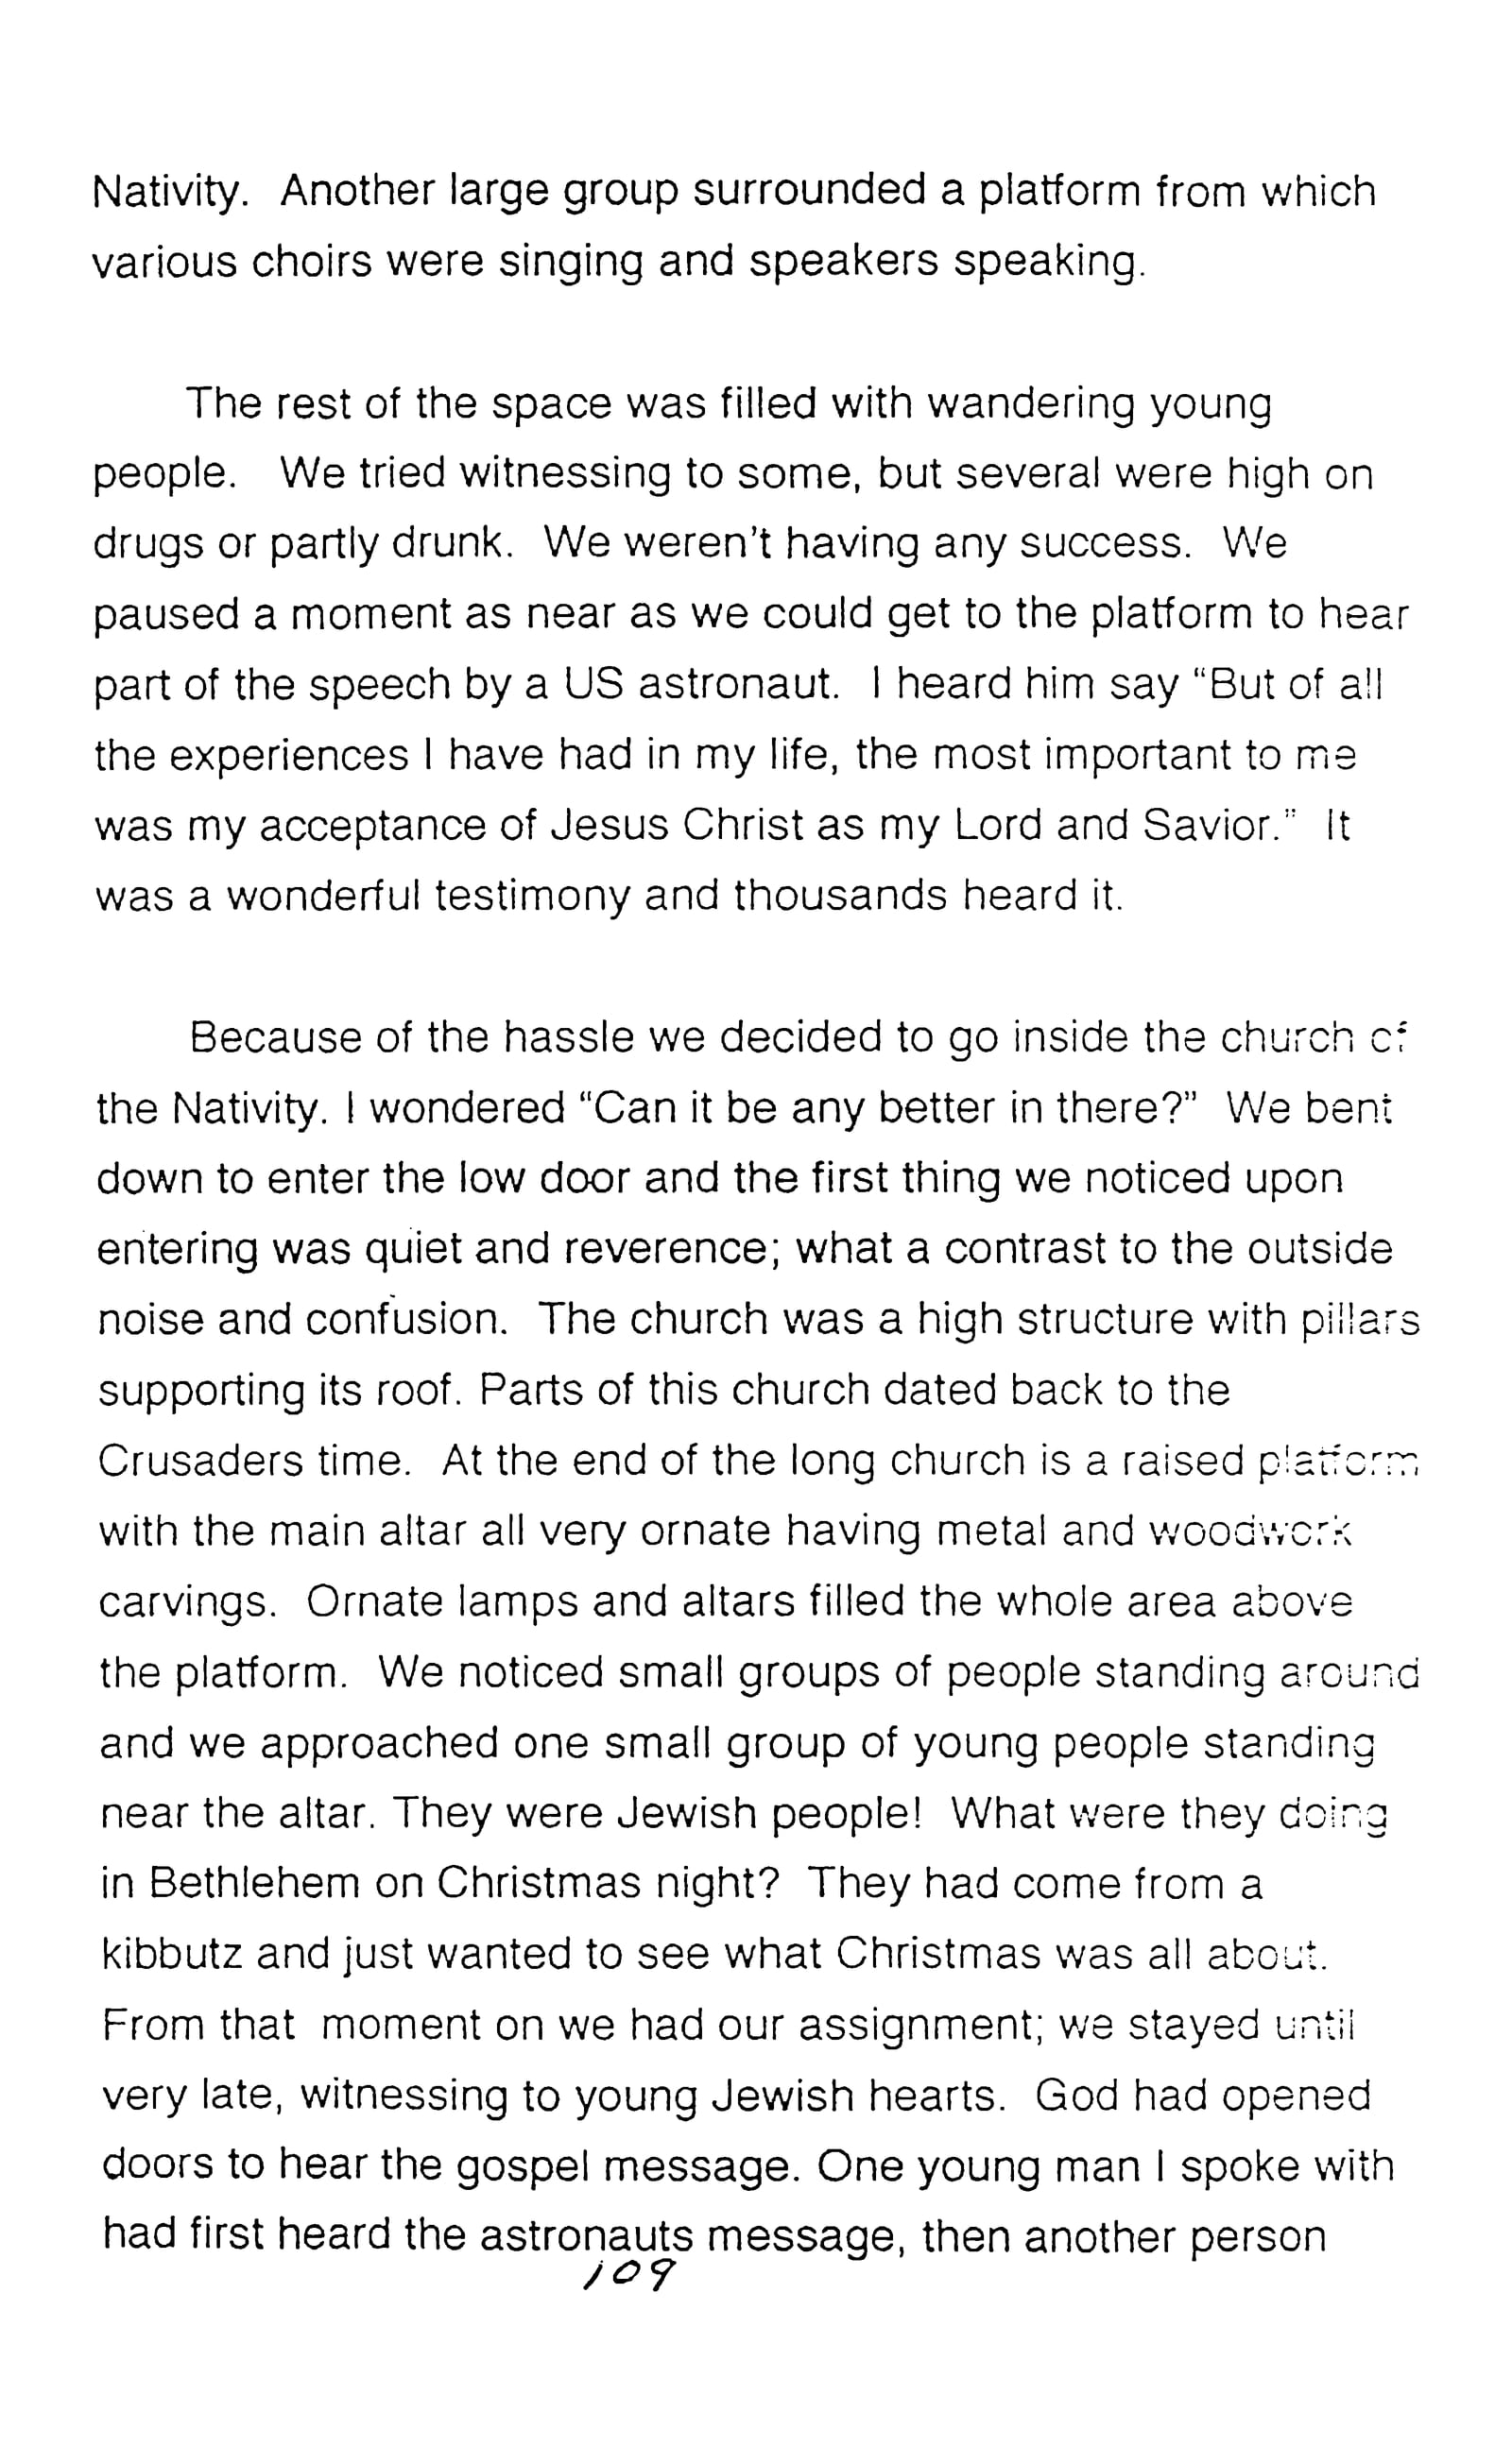 Nativity.  Another large group surrounded a platform from which
various choirs were singing and speakers speaking.

The rest of the space was filled with wandering young
people.   We tried witnessing to some, but several were high on
drugs or partly drunk.  We weren't having any success.  We
paused a moment as near as we could get to the platform to hear
part of the speech by a US astronaut.  I heard him say “But of all
the experiences I have had in my life, the most important to me
was my acceptance of Jesus Christ as my Lord and Savior.”  It
was a wonderful testimony and thousands heard it.

Because of the hassle we decided to go inside the church of
the Nativity. I wondered “Can it be any better in there?”  We bent
down to enter the low door and the first thing we noticed upon
entering was quiet and reverence; what a contrast to the outside
noise and confusion.  The church was a high structure with pillars
supporting its roof. Parts of this church dated back to the
Crusaders time.  At the end of the long church is a raised platform
with the main altar all very ornate having metal and woodwork
carvings.  Ornate lamps and altars filled the whole area above
the platform.  We noticed small groups of people standing around
and we approached one small group of young people standing
near the altar. They were Jewish people!  What were they doing
in Bethlehem on Christmas night?  They had come from a
kibbutz and just wanted to see what Christmas was all about.
From that  moment on we had our assignment; we stayed until
very late, witnessing to young Jewish hearts.  God had opened
doors to hear the gospel message. One young man I spoke with
had first heard the astronauts message, then another person
109